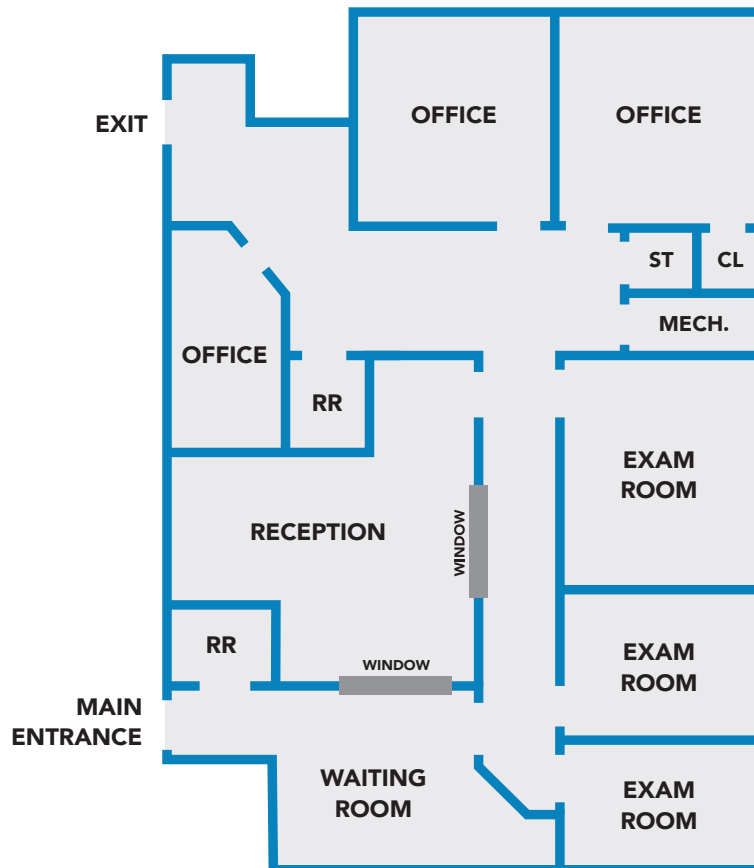 OFFICE
OFFICE
EXIT
ST
CL
MECH.
OFFICE
RR
EXAM
ROOM
WINDOW
RECEPTION
RR
WINDOW
EXAM
ROOM
MAIN
ENTRANCE
WAITING
ROOM
EXAM
ROOM